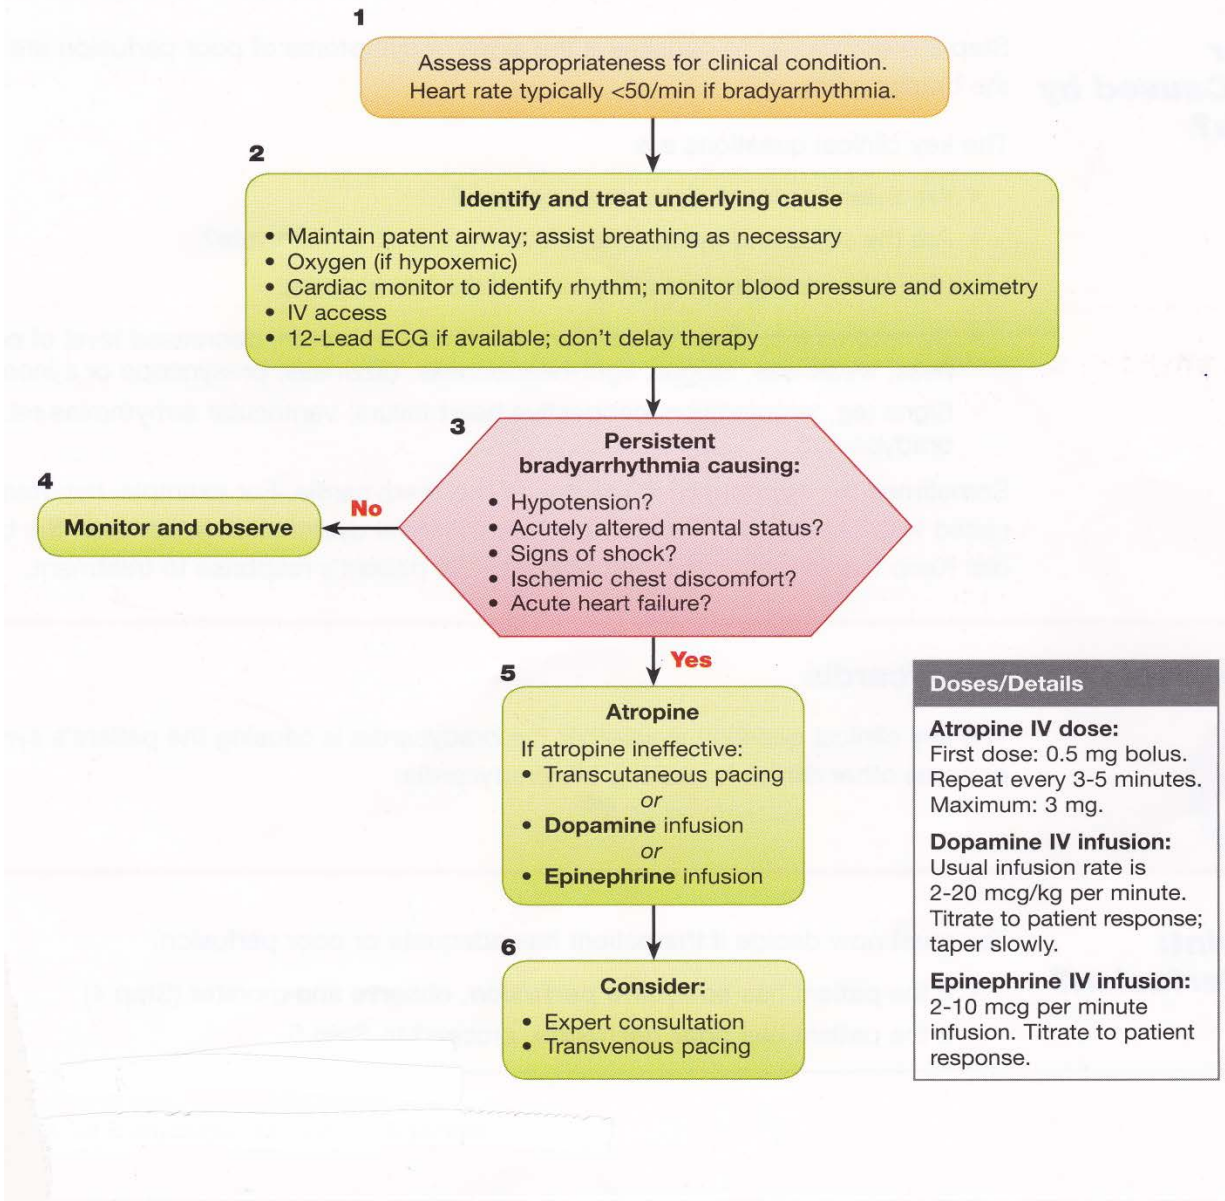 1
Assess appropriateness for clinical condition.
Heart rate typically <50/min if bradyarrhythmia.
2
Identify and treat underlying cause
• Maintain patent airway; assist breathing as necessary
• Oxygen (if hypoxemic)
• Cardiac monitor to identify rhythm; monitor blood pressure and oximetry
• IV access
• 12-Lead ECG if available; don't delay therapy
3
Persistent
bradyarrhythmia causing:
• Hypotension?
• Acutely altered mental status?
• Signs of shock?
• Ischemic chest discomfort?
• Acute heart failure?
No
4
Monitor and observe
Yes
5
Atropine
If atropine ineffective:
• Transcutaneous pacing
or
• Dopamine infusion
or
• Epinephrine infusion
6
Consider:
• Expert consultation
• Transvenous pacing
Doses/Details
Atropine IV dose:
First dose: 0.5 mg bolus.
Repeat every 3-5 minutes.
Maximum: 3 mg.
Dopamine IV infusion:
Usual infusion rate is
2-20 mcg/kg per minute.
Titrate to patient response;
taper slowly.
Epinephrine IV infusion:
2-10 mcg per minute
infusion. Titrate to patient
response.